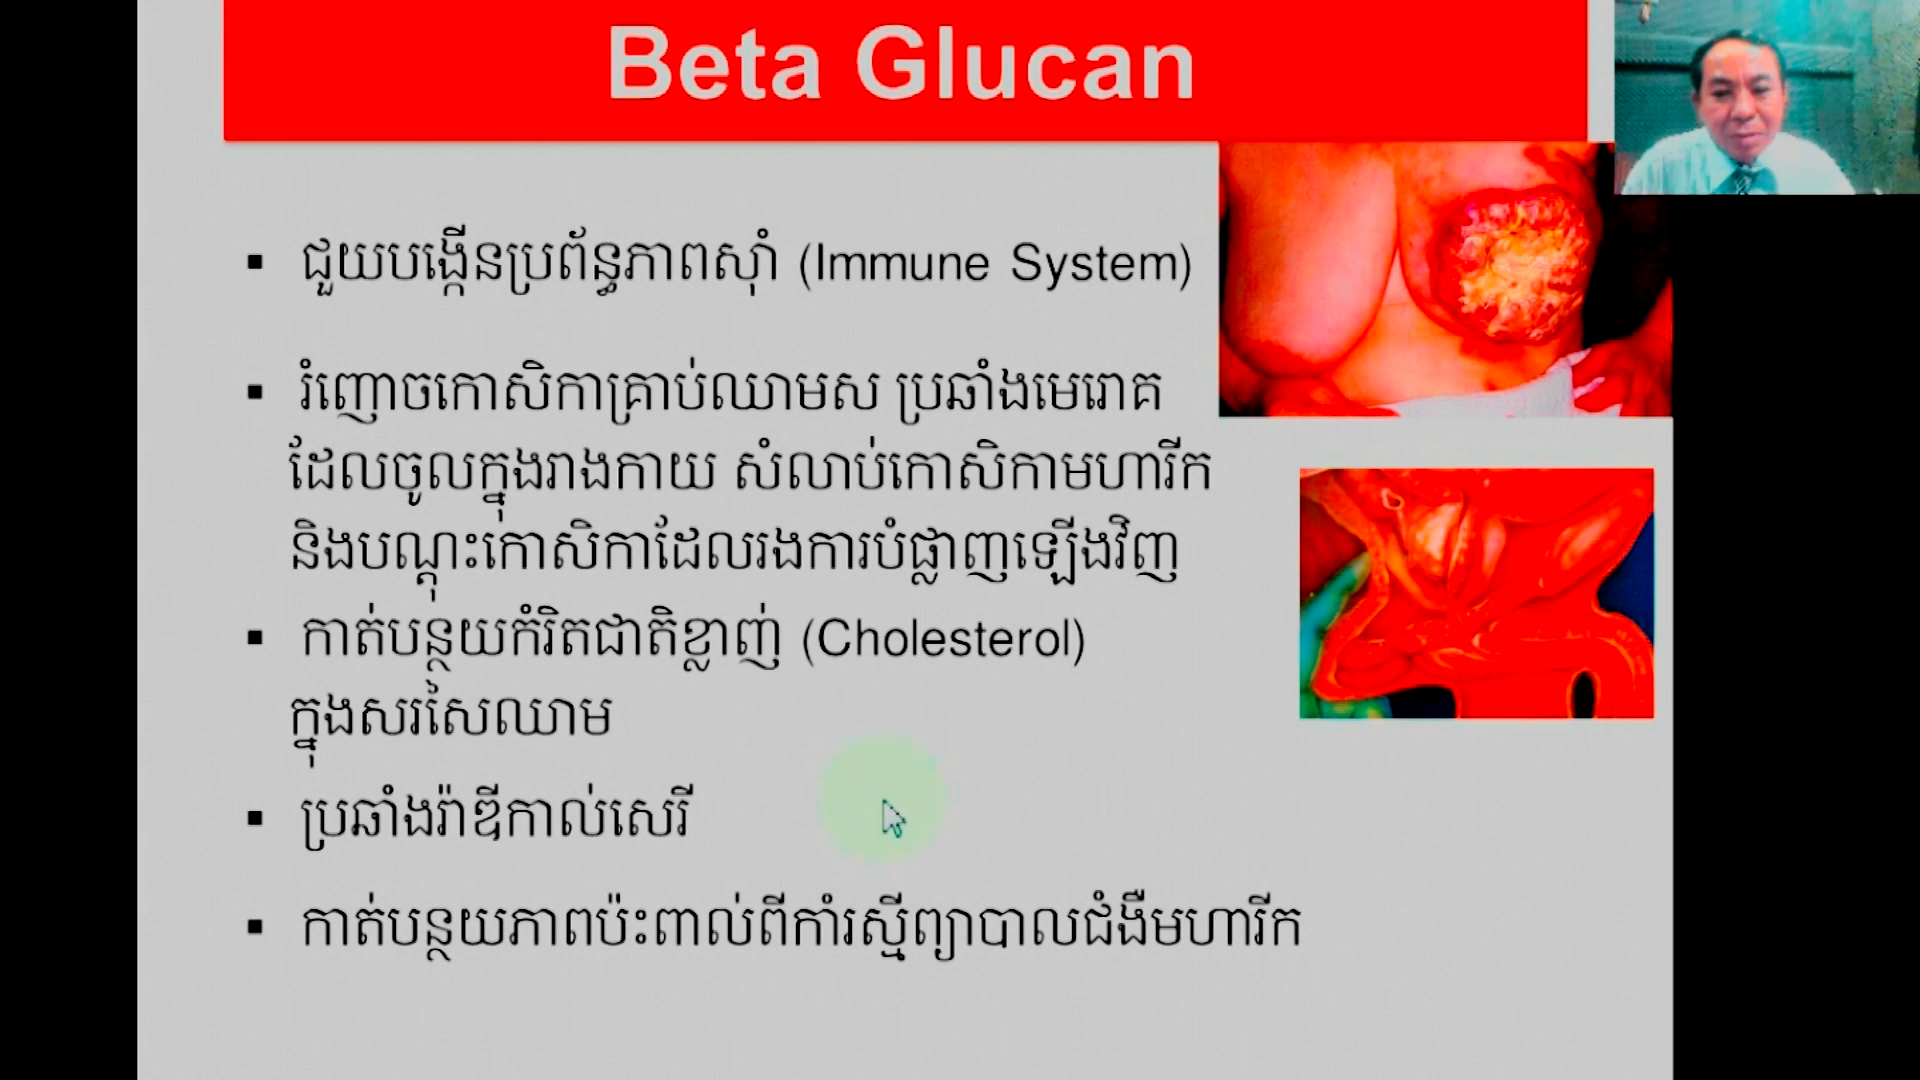 Beta Glucan
▪ ជួយបង្កើនប្រព័ន្ធភាពស៊ាំ (Immune System)
▪ រំញោចកោសិកាគ្រាប់ឈាមស ប្រឆាំងមេរោគ
ដែលចូលក្នុងរាងកាយ សំលាប់កោសិកាមហារីក
និងបណ្តុះកោសិកាដែលរងការបំផ្លាញឡើងវិញ
▪ កាត់បន្ថយកំរិតជាតិខ្លាញ់ (Cholesterol)
ក្នុងសរសៃឈាម
▪ ប្រឆាំងរ៉ាឌីកាល់សេរី
▪ កាត់បន្ថយភាពប៉ះពាល់ពីកាំរស្មីព្យាបាលជំងឺមហារីក